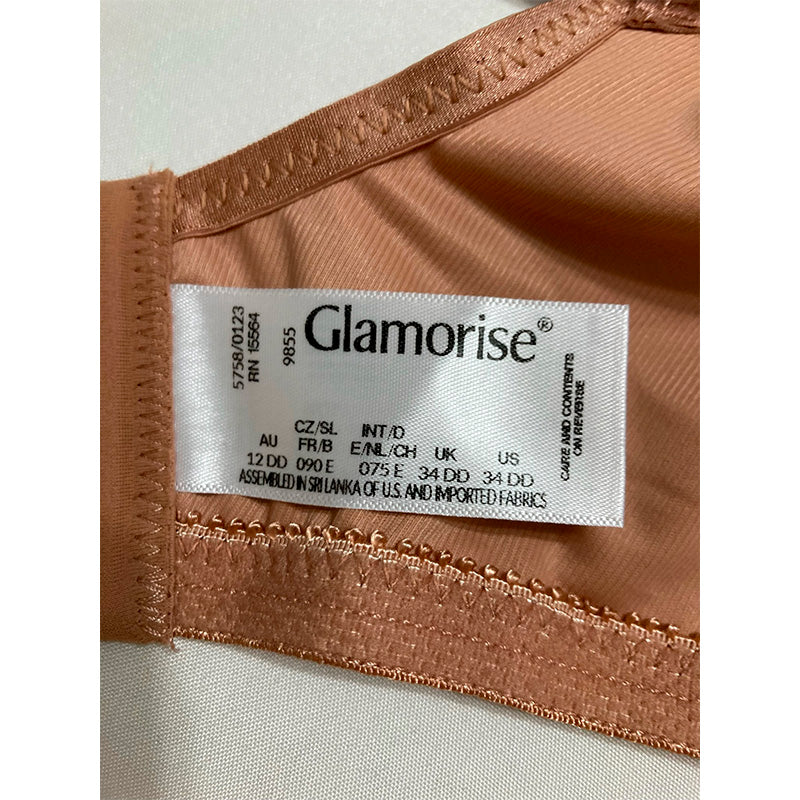 5758/0123
RN 15564
9855
Glamorise®
CZ/SL INT/D
AU FR/B E/NL/CH UK US
12 DD 090 E 075 E 34 DD 34 DD
ASSEMBLED IN SRI LANKA OF U.S. AND IMPORTED FABRICS
CARE AND CONTENTS
ON REVERSE